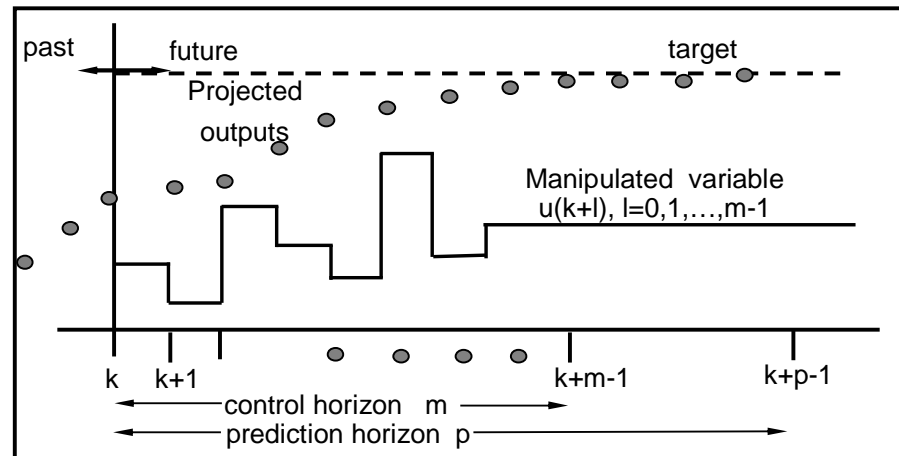 past future target
Projected
outputs
Manipulated variable
u(k+l), l=0,1,...,m-1
k k+1 k+m-1 k+p-1
control horizon m
prediction horizon p